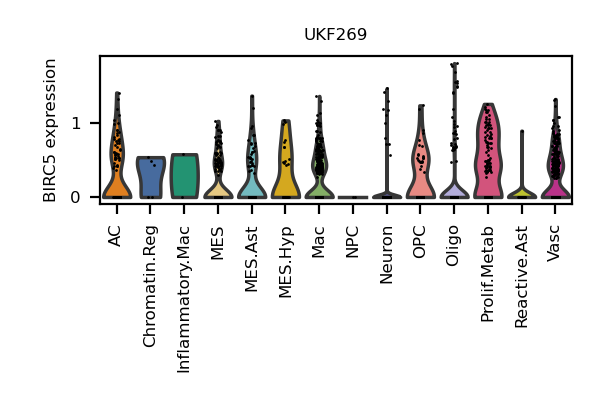 UKF269
BIRC5 expression
1
0
AC
Chromatin.Reg
Inflammatory.Mac
MES
MES.Ast
MES.Hyp
Mac
NPC
Neuron
OPC
Oligo
Prolif.Metab
Reactive.Ast
Vasc